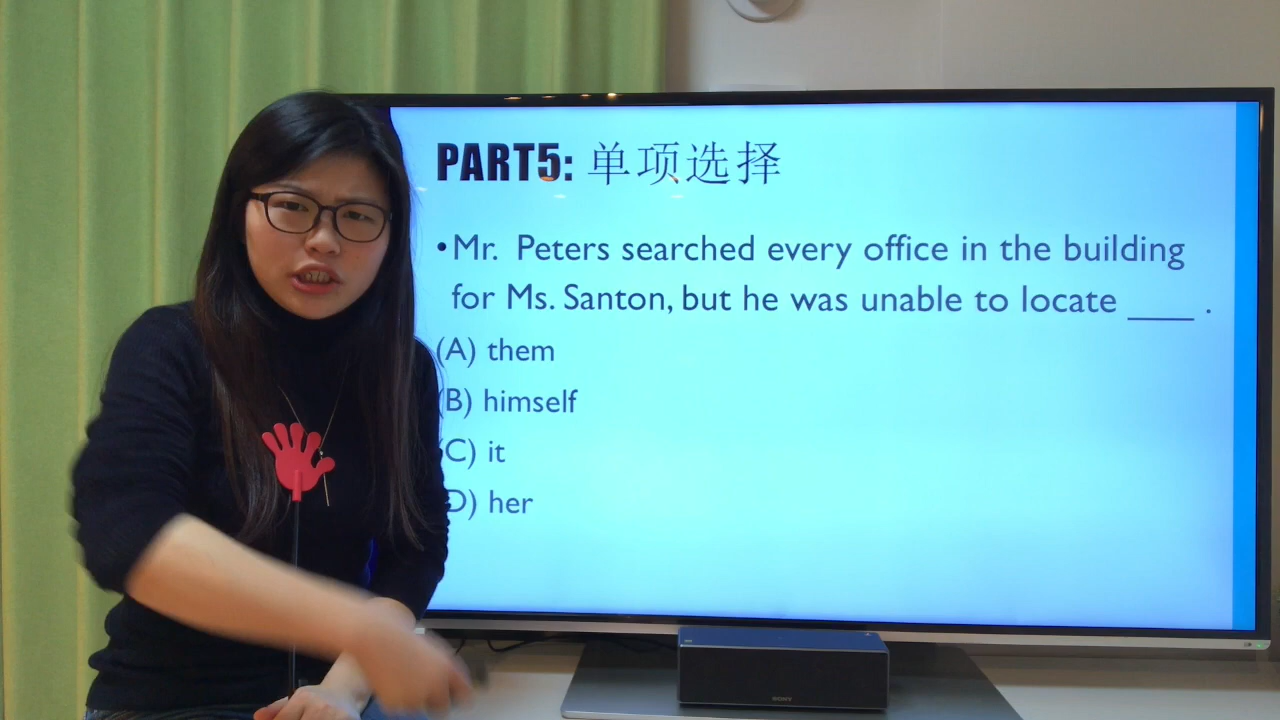 PART5: 单项选择
•Mr. Peters searched every office in the building
for Ms. Santon, but he was unable to locate ____ .
(A) them
(B) himself
(C) it
(D) her
SONY